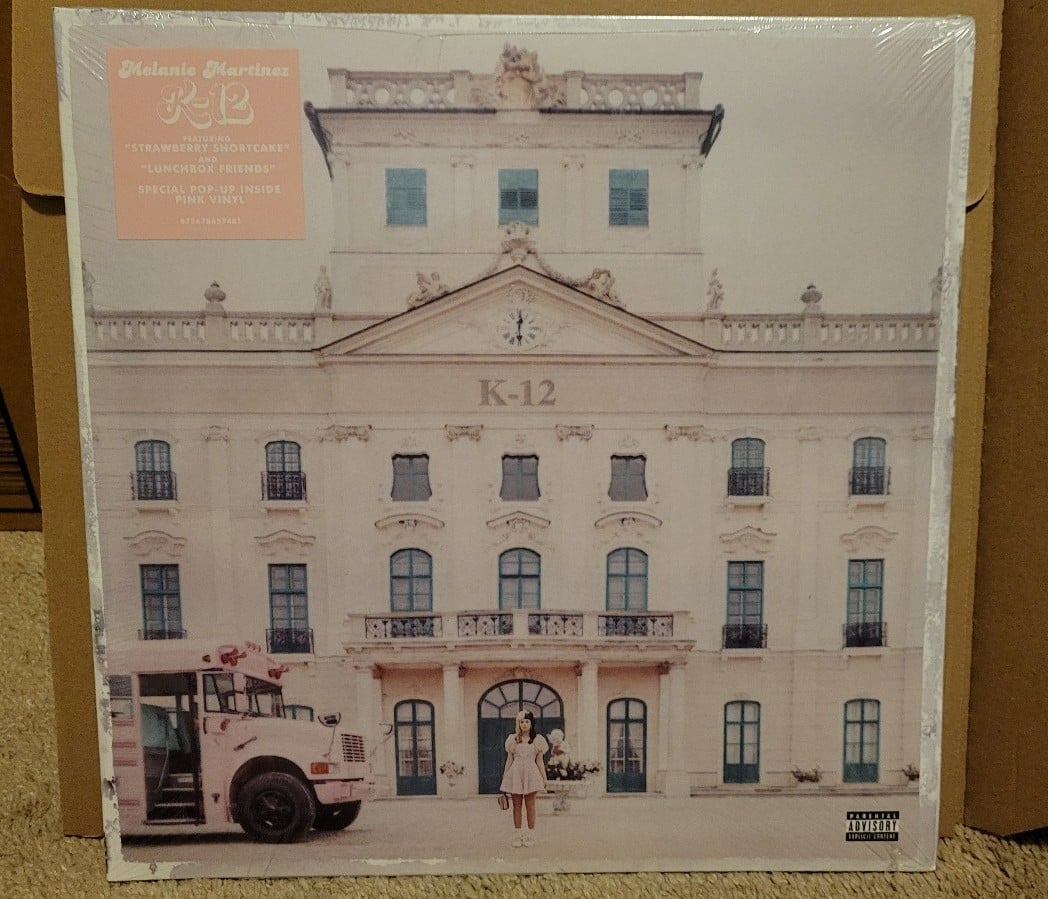 Melanie Martinez
K-12
FEATURING
"STRAWBERRY SHORTCAKE"
AND
"LUNCHBOX FRIENDS"
SPECIAL POP-UP INSIDE
PINK VINYL
K-12
PARENTAL
ADVISORY
EXPLICIT CONTENT